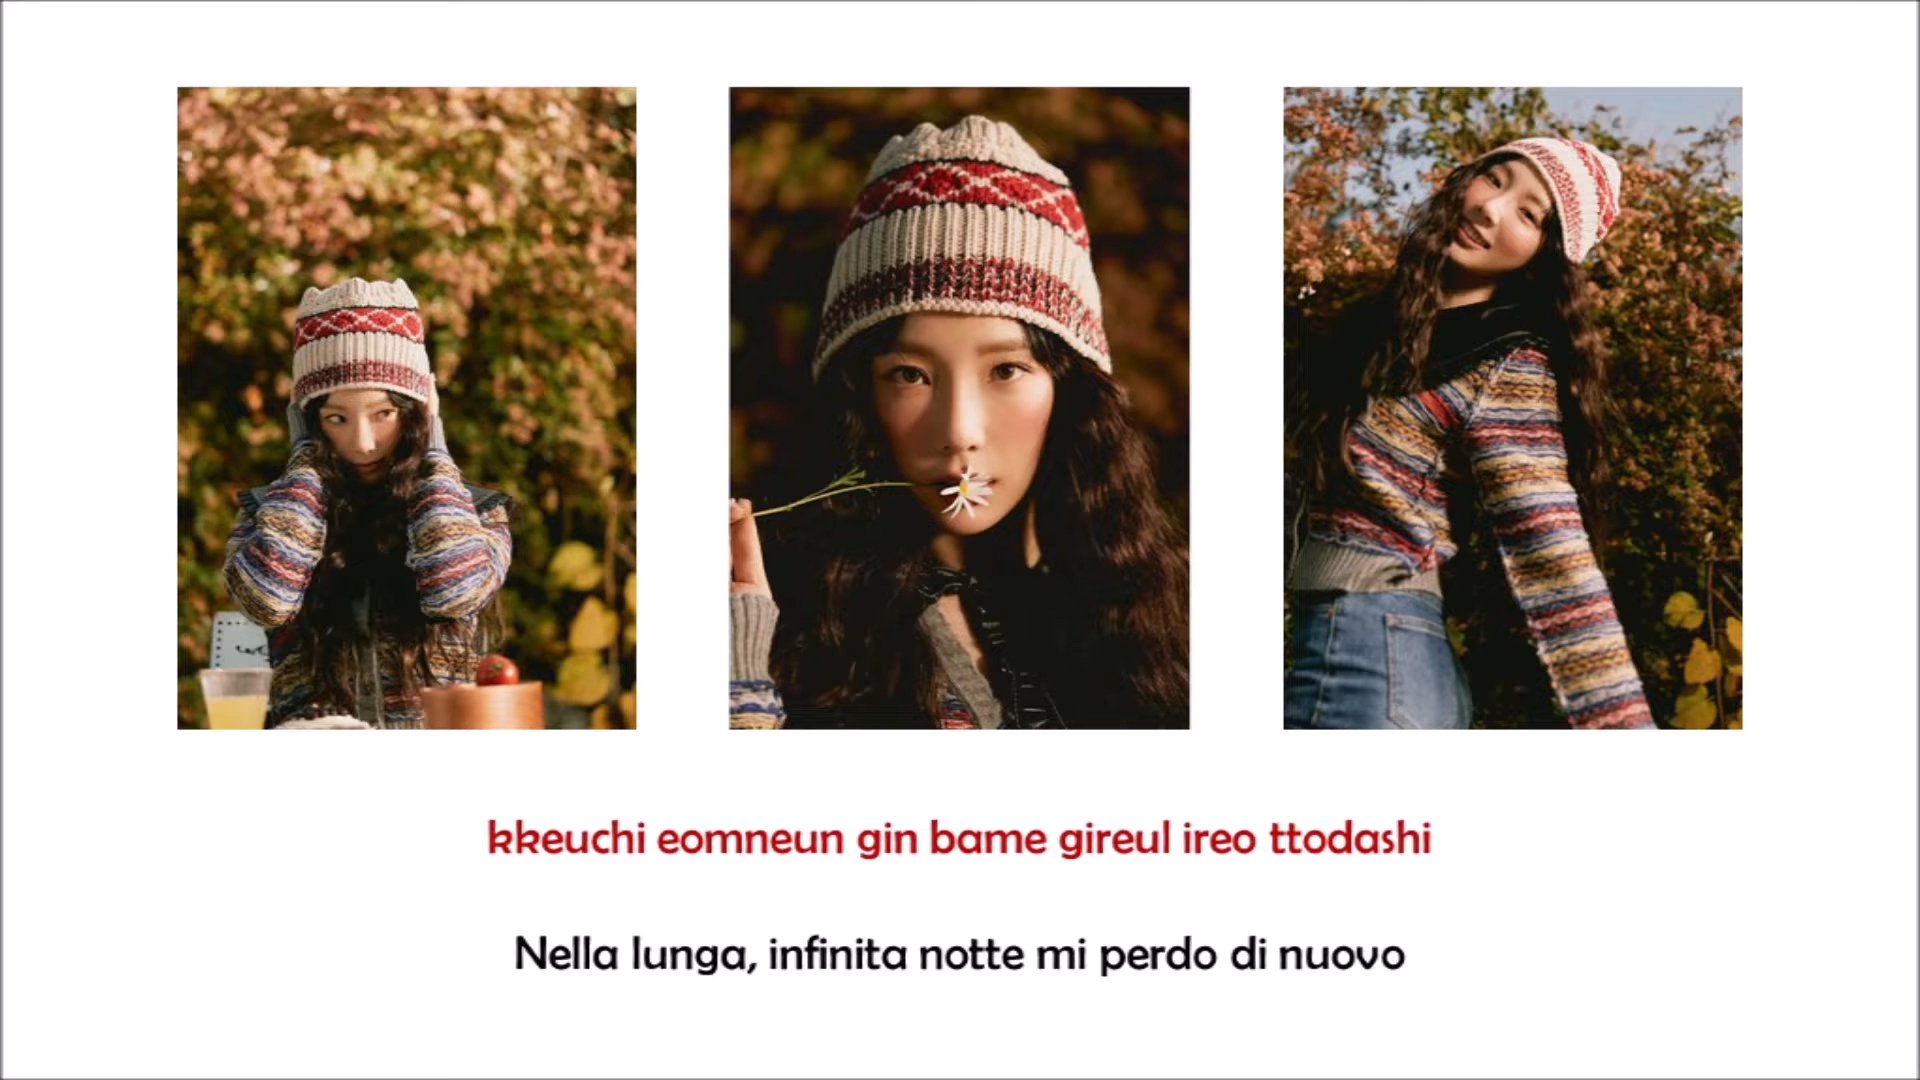 kkeuchi eomneun gin bame gireul ireo ttodashi
Nella lunga, infinita notte mi perdo di nuovo